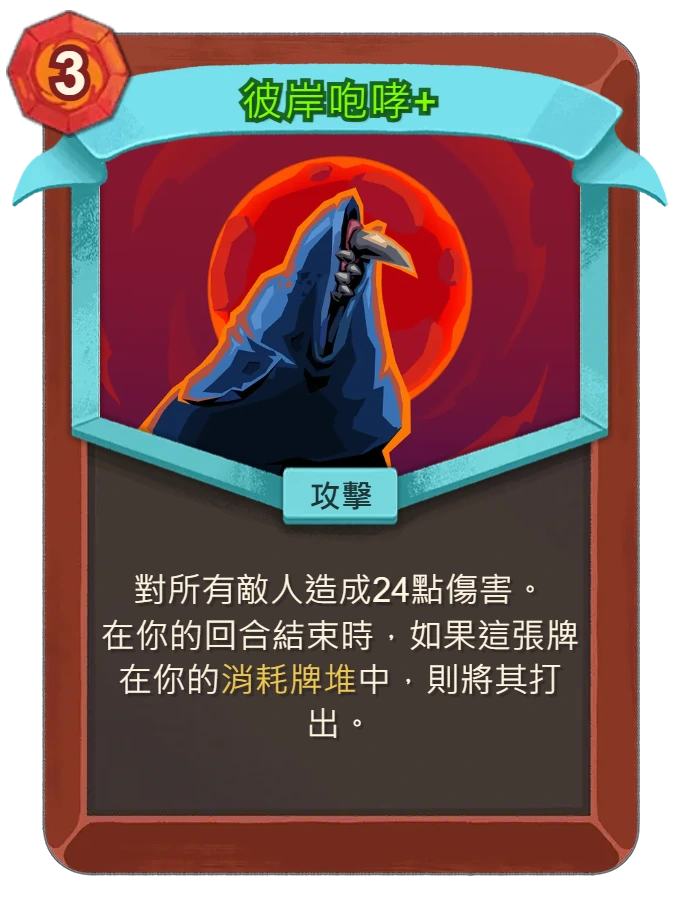 3
彼岸咆哮+
攻擊
對所有敵人造成24點傷害。
在你的回合結束時，如果這張牌
在你的消耗牌堆中，則將其打
出。